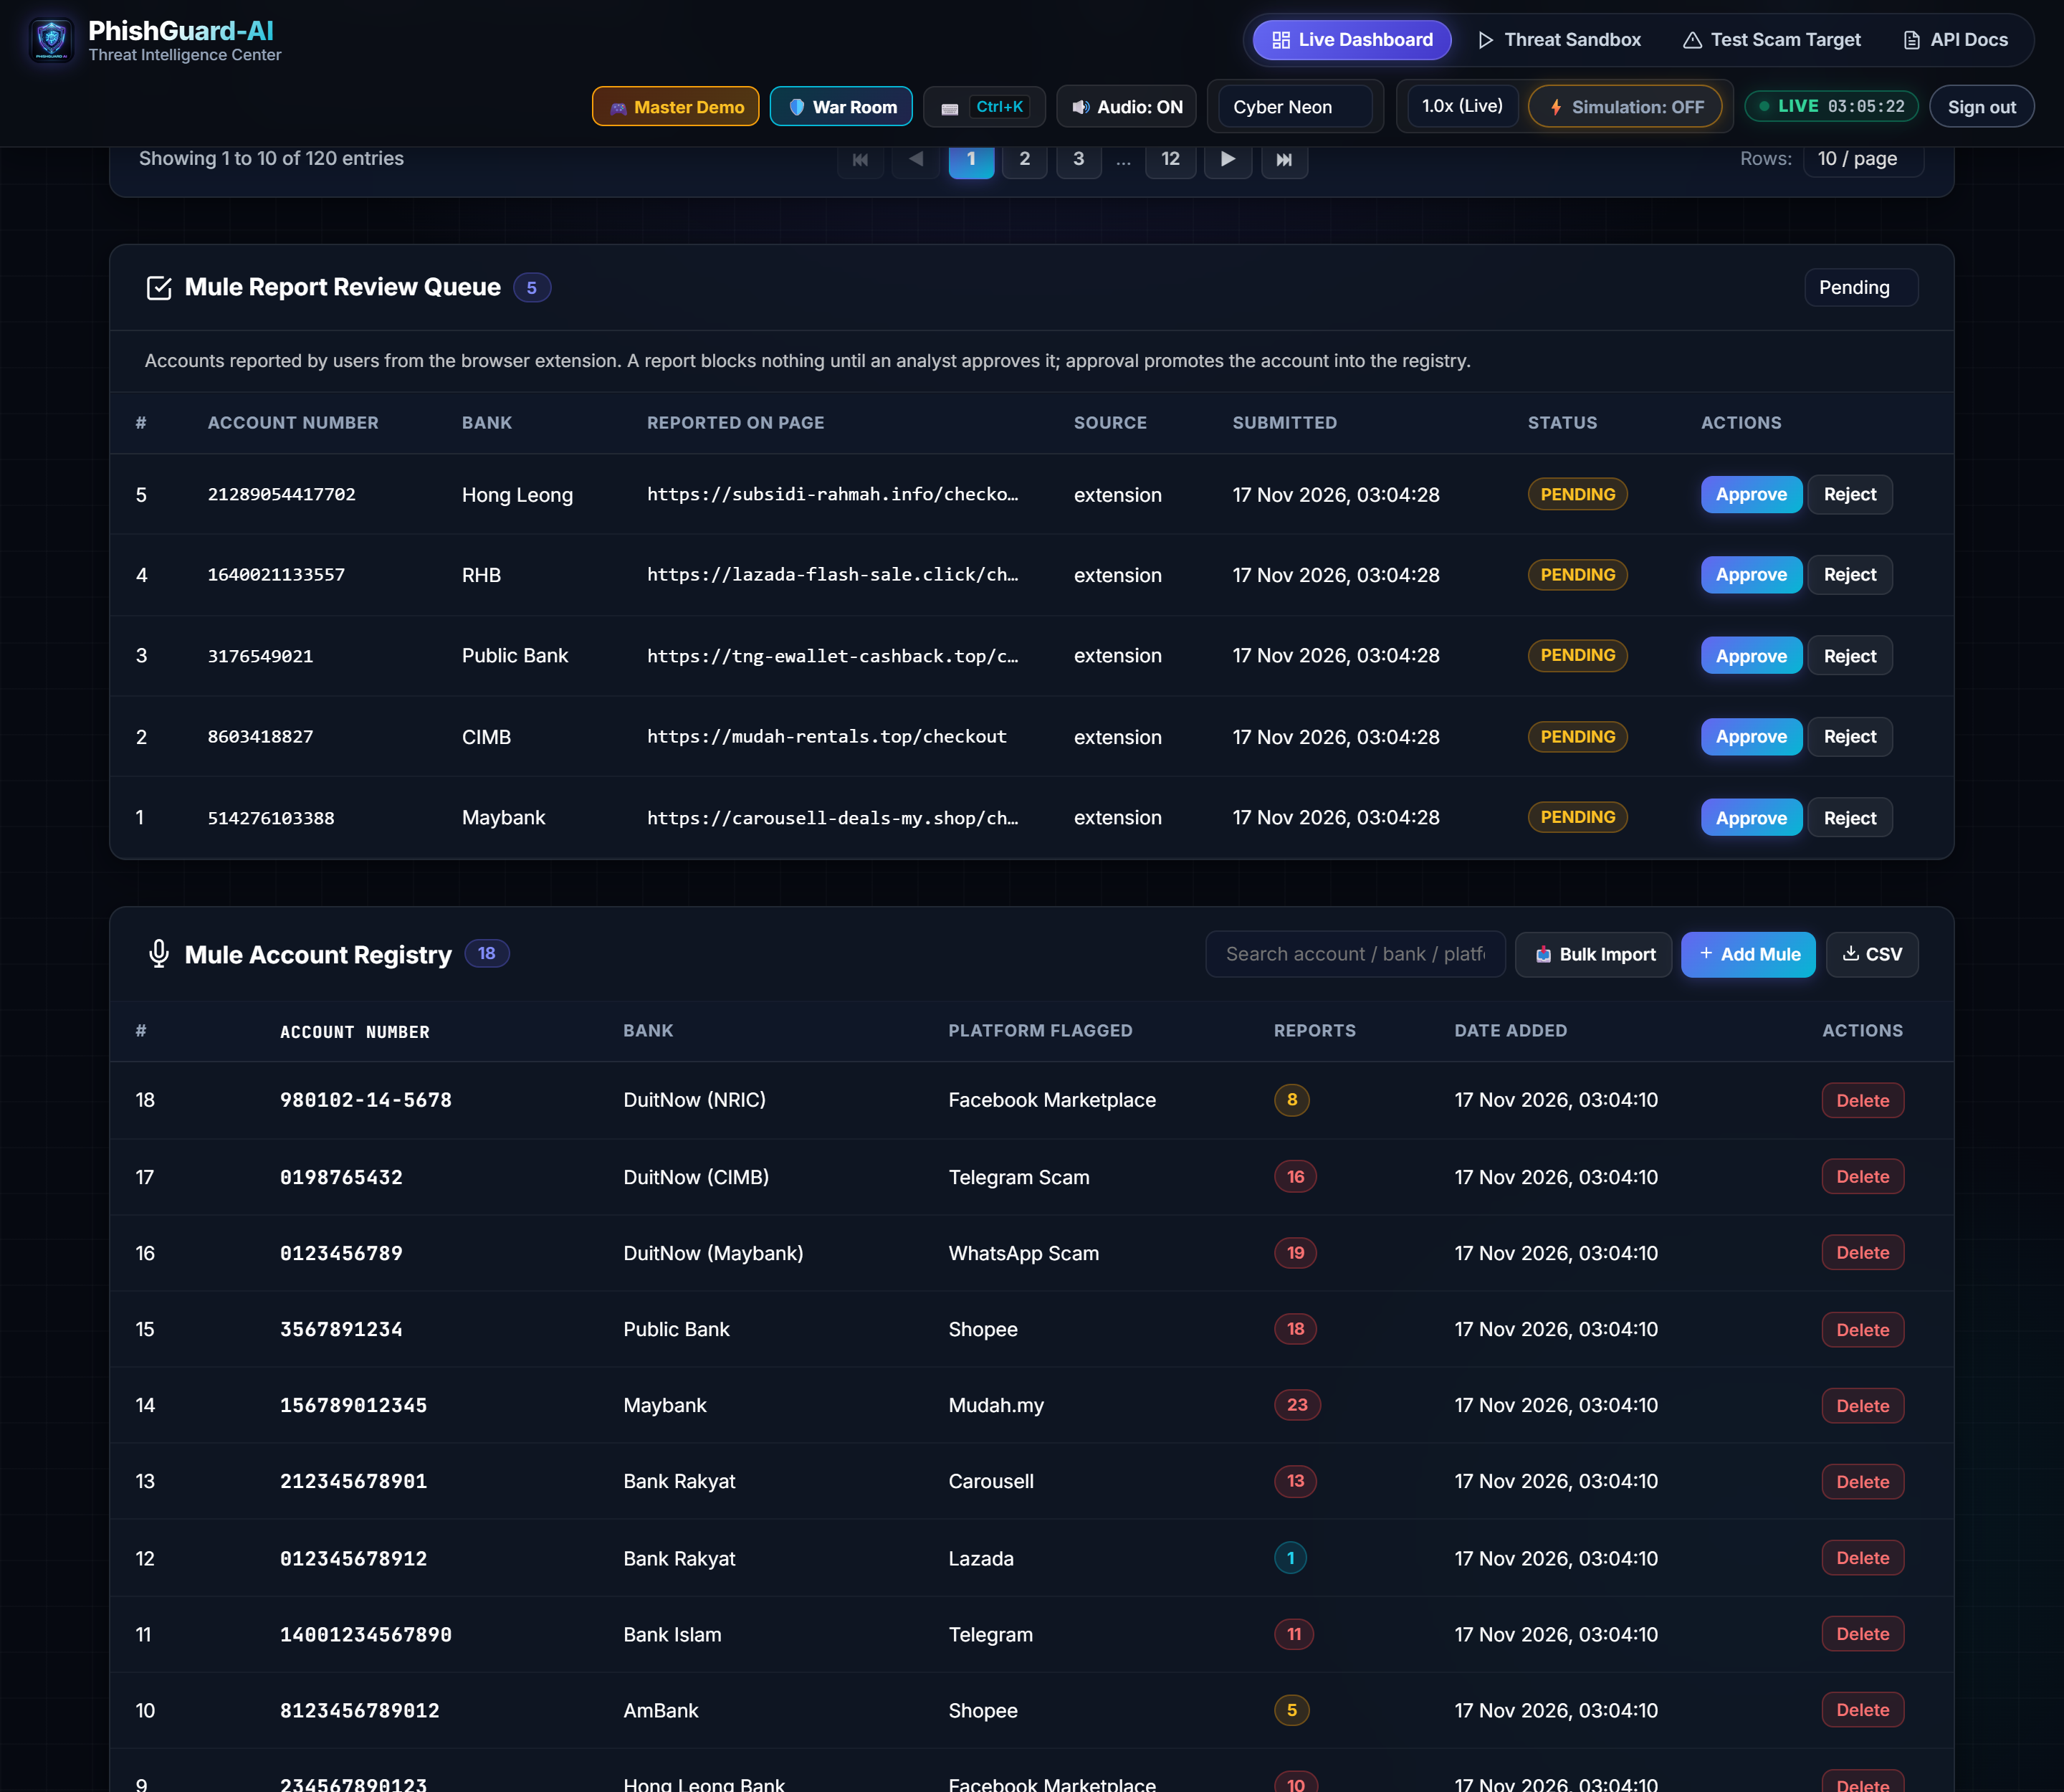 PhishGuard-AI
Threat Intelligence Center
Live Dashboard
Threat Sandbox
Test Scam Target
API Docs
Master Demo
War Room
Ctrl+K
Audio: ON
Cyber Neon
1.0x (Live)
Simulation: OFF
LIVE 03:05:22
Sign out
Showing 1 to 10 of 120 entries
1 2 3 ... 12
Rows: 10 / page
Mule Report Review Queue 5
Pending
Accounts reported by users from the browser extension. A report blocks nothing until an analyst approves it; approval promotes the account into the registry.
# ACCOUNT NUMBER BANK REPORTED ON PAGE SOURCE SUBMITTED STATUS ACTIONS
5 21289054417702 Hong Leong https://subsidi-rahmah.info/checko… extension 17 Nov 2026, 03:04:28 PENDING Approve Reject
4 1640021133557 RHB https://lazada-flash-sale.click/ch… extension 17 Nov 2026, 03:04:28 PENDING Approve Reject
3 3176549021 Public Bank https://tng-ewallet-cashback.top/c… extension 17 Nov 2026, 03:04:28 PENDING Approve Reject
2 8603418827 CIMB https://mudah-rentals.top/checkout extension 17 Nov 2026, 03:04:28 PENDING Approve Reject
1 514276103388 Maybank https://carousell-deals-my.shop/ch… extension 17 Nov 2026, 03:04:28 PENDING Approve Reject
Mule Account Registry 18
Search account / bank / platf
Bulk Import
+ Add Mule
CSV
# ACCOUNT NUMBER BANK PLATFORM FLAGGED REPORTS DATE ADDED ACTIONS
18 980102-14-5678 DuitNow (NRIC) Facebook Marketplace 8 17 Nov 2026, 03:04:10 Delete
17 0198765432 DuitNow (CIMB) Telegram Scam 16 17 Nov 2026, 03:04:10 Delete
16 0123456789 DuitNow (Maybank) WhatsApp Scam 19 17 Nov 2026, 03:04:10 Delete
15 3567891234 Public Bank Shopee 18 17 Nov 2026, 03:04:10 Delete
14 156789012345 Maybank Mudah.my 23 17 Nov 2026, 03:04:10 Delete
13 212345678901 Bank Rakyat Carousell 13 17 Nov 2026, 03:04:10 Delete
12 012345678912 Bank Rakyat Lazada 1 17 Nov 2026, 03:04:10 Delete
11 14001234567890 Bank Islam Telegram 11 17 Nov 2026, 03:04:10 Delete
10 8123456789012 AmBank Shopee 5 17 Nov 2026, 03:04:10 Delete
9 234567890123 Hong Leong Bank Facebook Marketplace 10 17 Nov 2026, 03:04:10 Delete